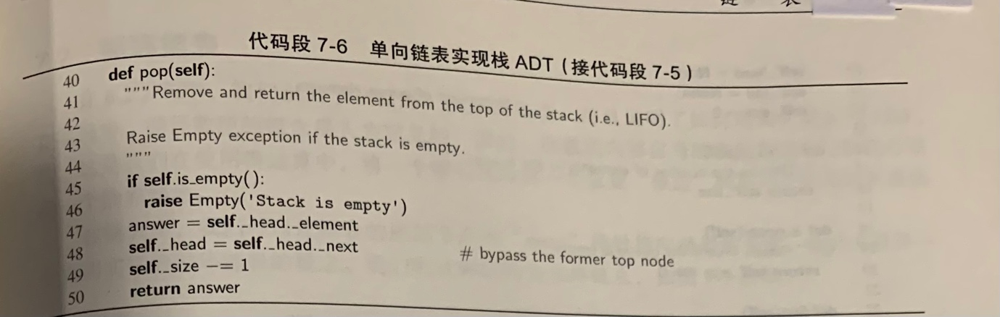 链 表
代码段 7-6 单向链表实现栈 ADT（接代码段 7-5）
40 def pop(self):
41 """Remove and return the element from the top of the stack (i.e., LIFO).
42
43 Raise Empty exception if the stack is empty.
44 """
45 if self.is_empty():
46 raise Empty('Stack is empty')
47 answer = self._head._element
48 self._head = self._head._next # bypass the former top node
49 self._size -= 1
50 return answer